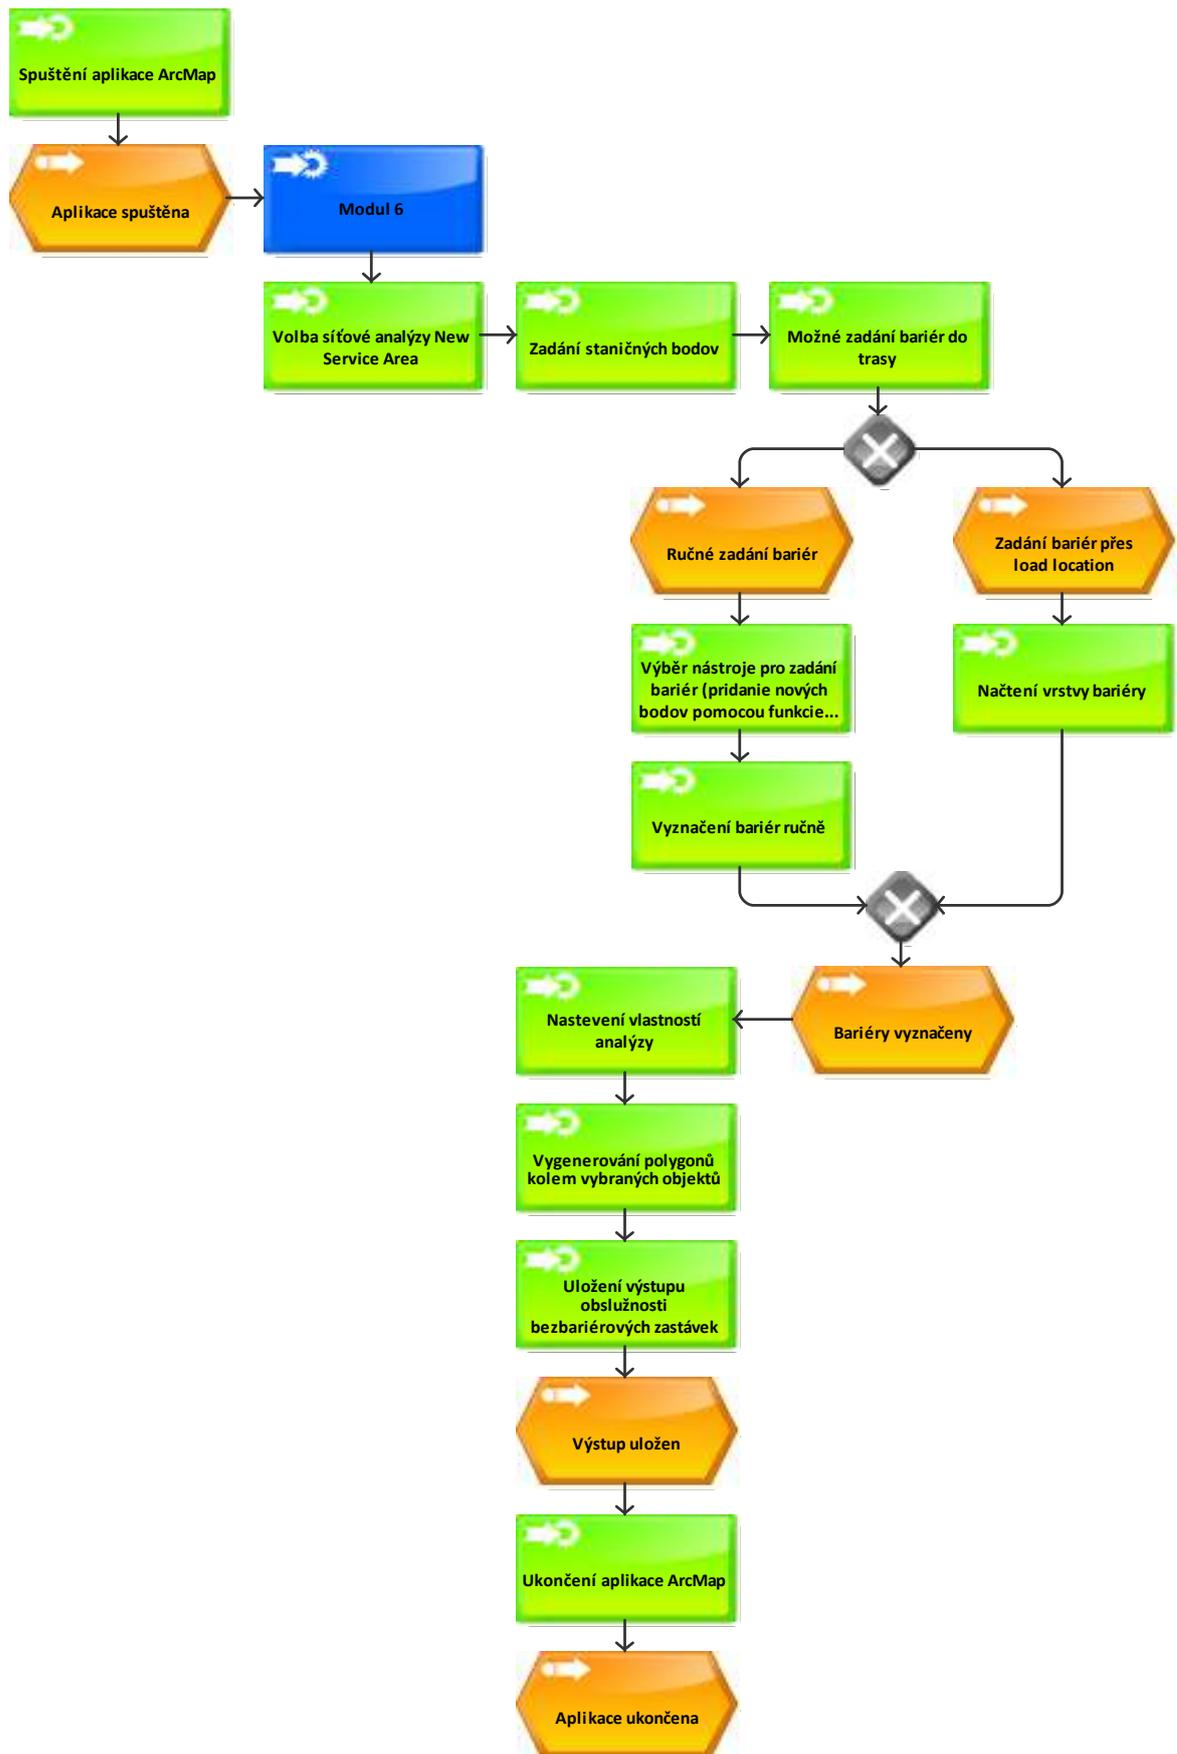 Spuštění aplikace ArcMap
Aplikace spuštěna
Modul 6
Volba síťové analýzy New
Service Area
Zadání staničných bodov
Možné zadání bariér do
trasy
Ručné zadání bariér
Zadání bariér přes
load location
Výběr nástroje pro zadání
bariér (pridanie nových
bodov pomocou funkcie...
Načtení vrstvy bariéry
Vyznačení bariér ručně
Bariéry vyznačeny
Nastevení vlastností
analýzy
Vygenerování polygonů
kolem vybraných objektů
Uložení výstupu
obslužnosti
bezbariérových zastávek
Výstup uložen
Ukončení aplikace ArcMap
Aplikace ukončena